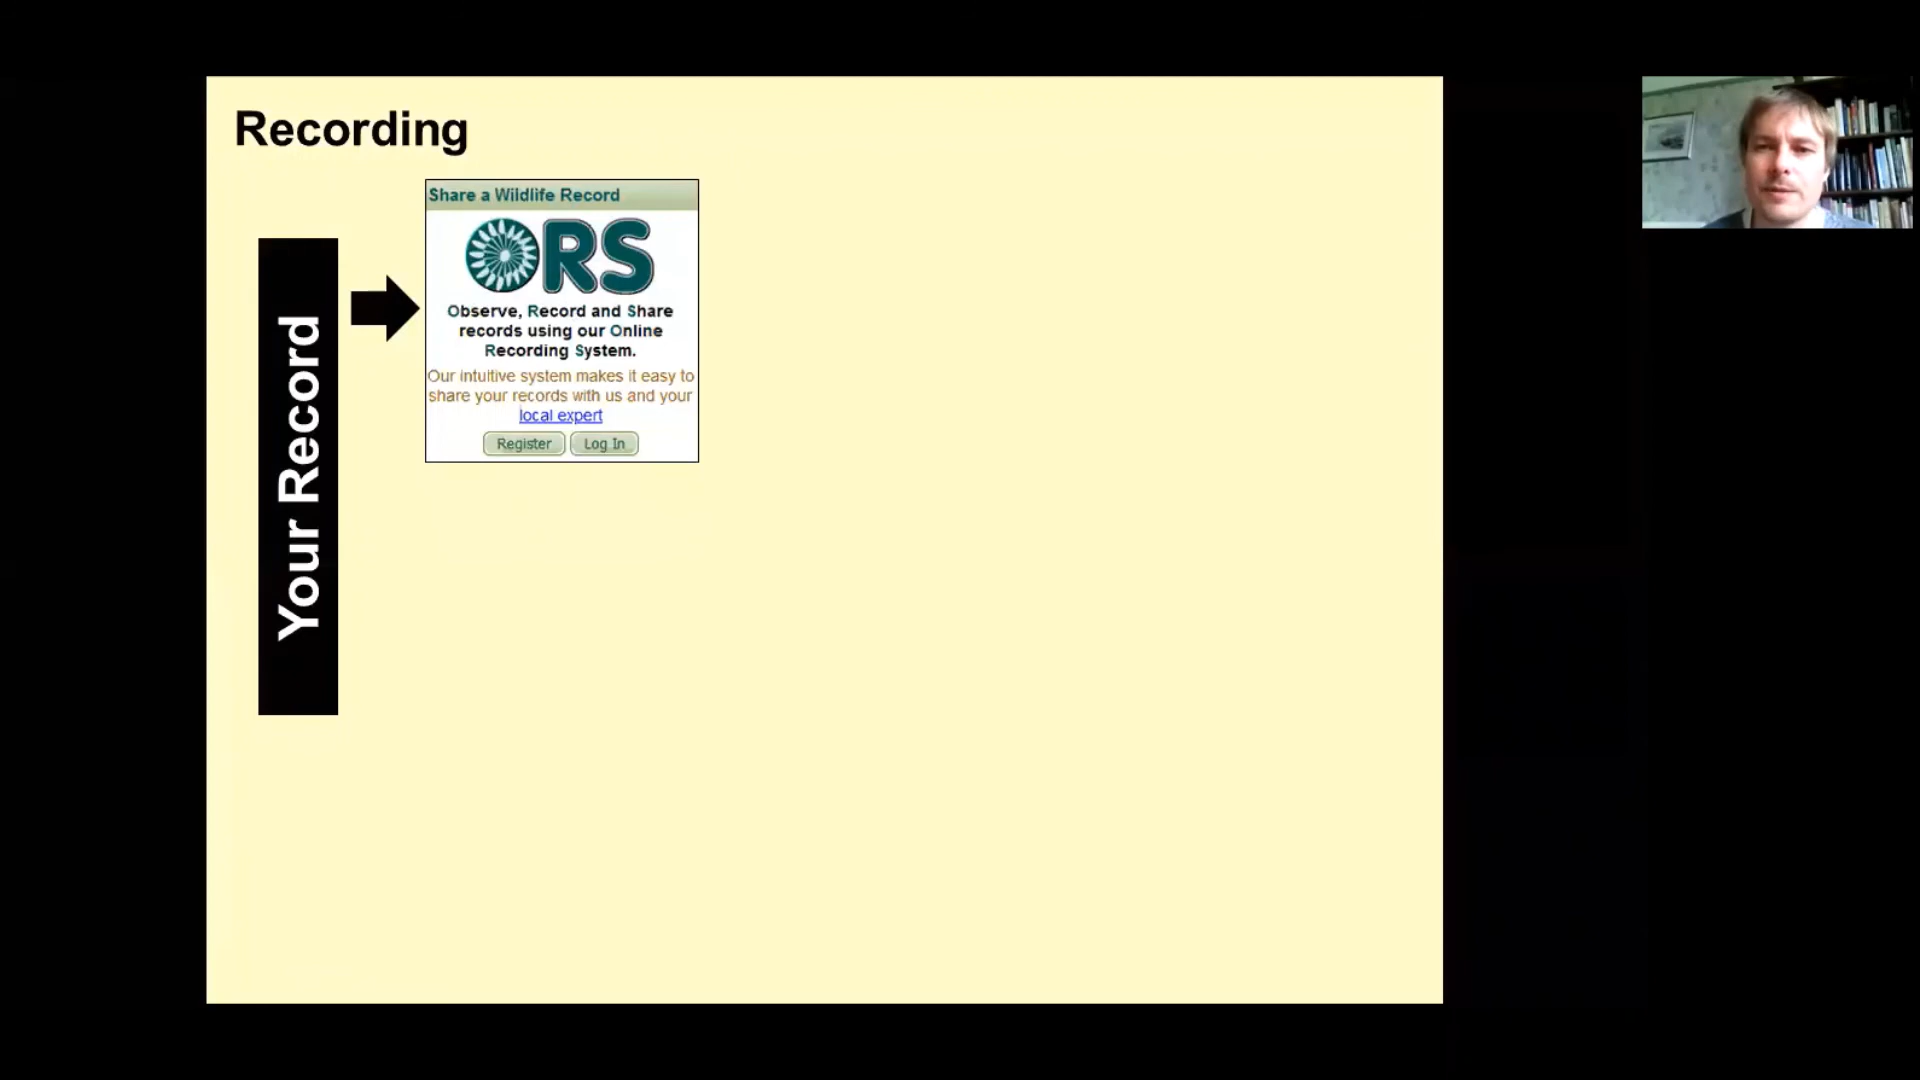 Recording
Your Record
Share a Wildlife Record
ORS
Observe, Record and Share
records using our Online
Recording System.
Our intuitive system makes it easy to
share your records with us and your
local expert
Register Log In